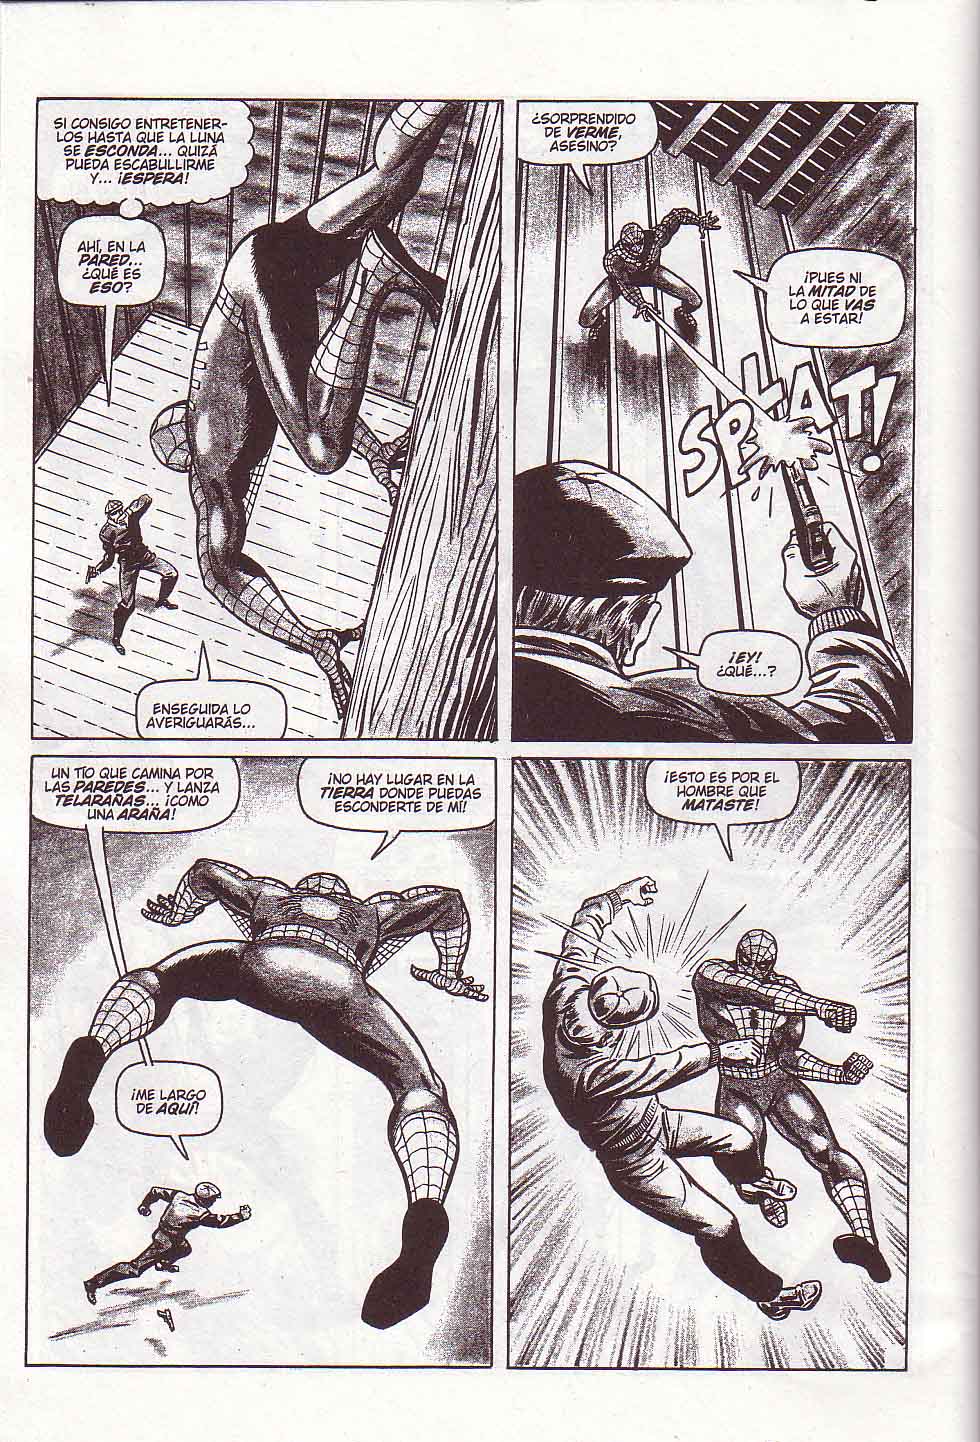 SI CONSIGO ENTRETENER-
LOS HASTA QUE LA LUNA
SE ESCONDA... QUIZÁ
PUEDA ESCABULLIRME
Y... ¡ESPERA!
AHÍ, EN LA
PARED...
¿QUÉ ES
ESO?
ENSEGUIDA LO
AVERIGUARÁS...
¿SORPRENDIDO
DE VERME,
ASESINO?
¡PUES NI
LA MITAD DE
LO QUE VAS
A ESTAR!
SPLAT!
¡EY!
¿QUÉ...?
UN TÍO QUE CAMINA POR
LAS PAREDES... Y LANZA
TELARAÑAS... ¡COMO
UNA ARAÑA!
¡NO HAY LUGAR EN LA
TIERRA DONDE PUEDAS
ESCONDERTE DE MÍ!
¡ME LARGO
DE AQUÍ!
¡ESTO ES POR EL
HOMBRE QUE
MATASTE!